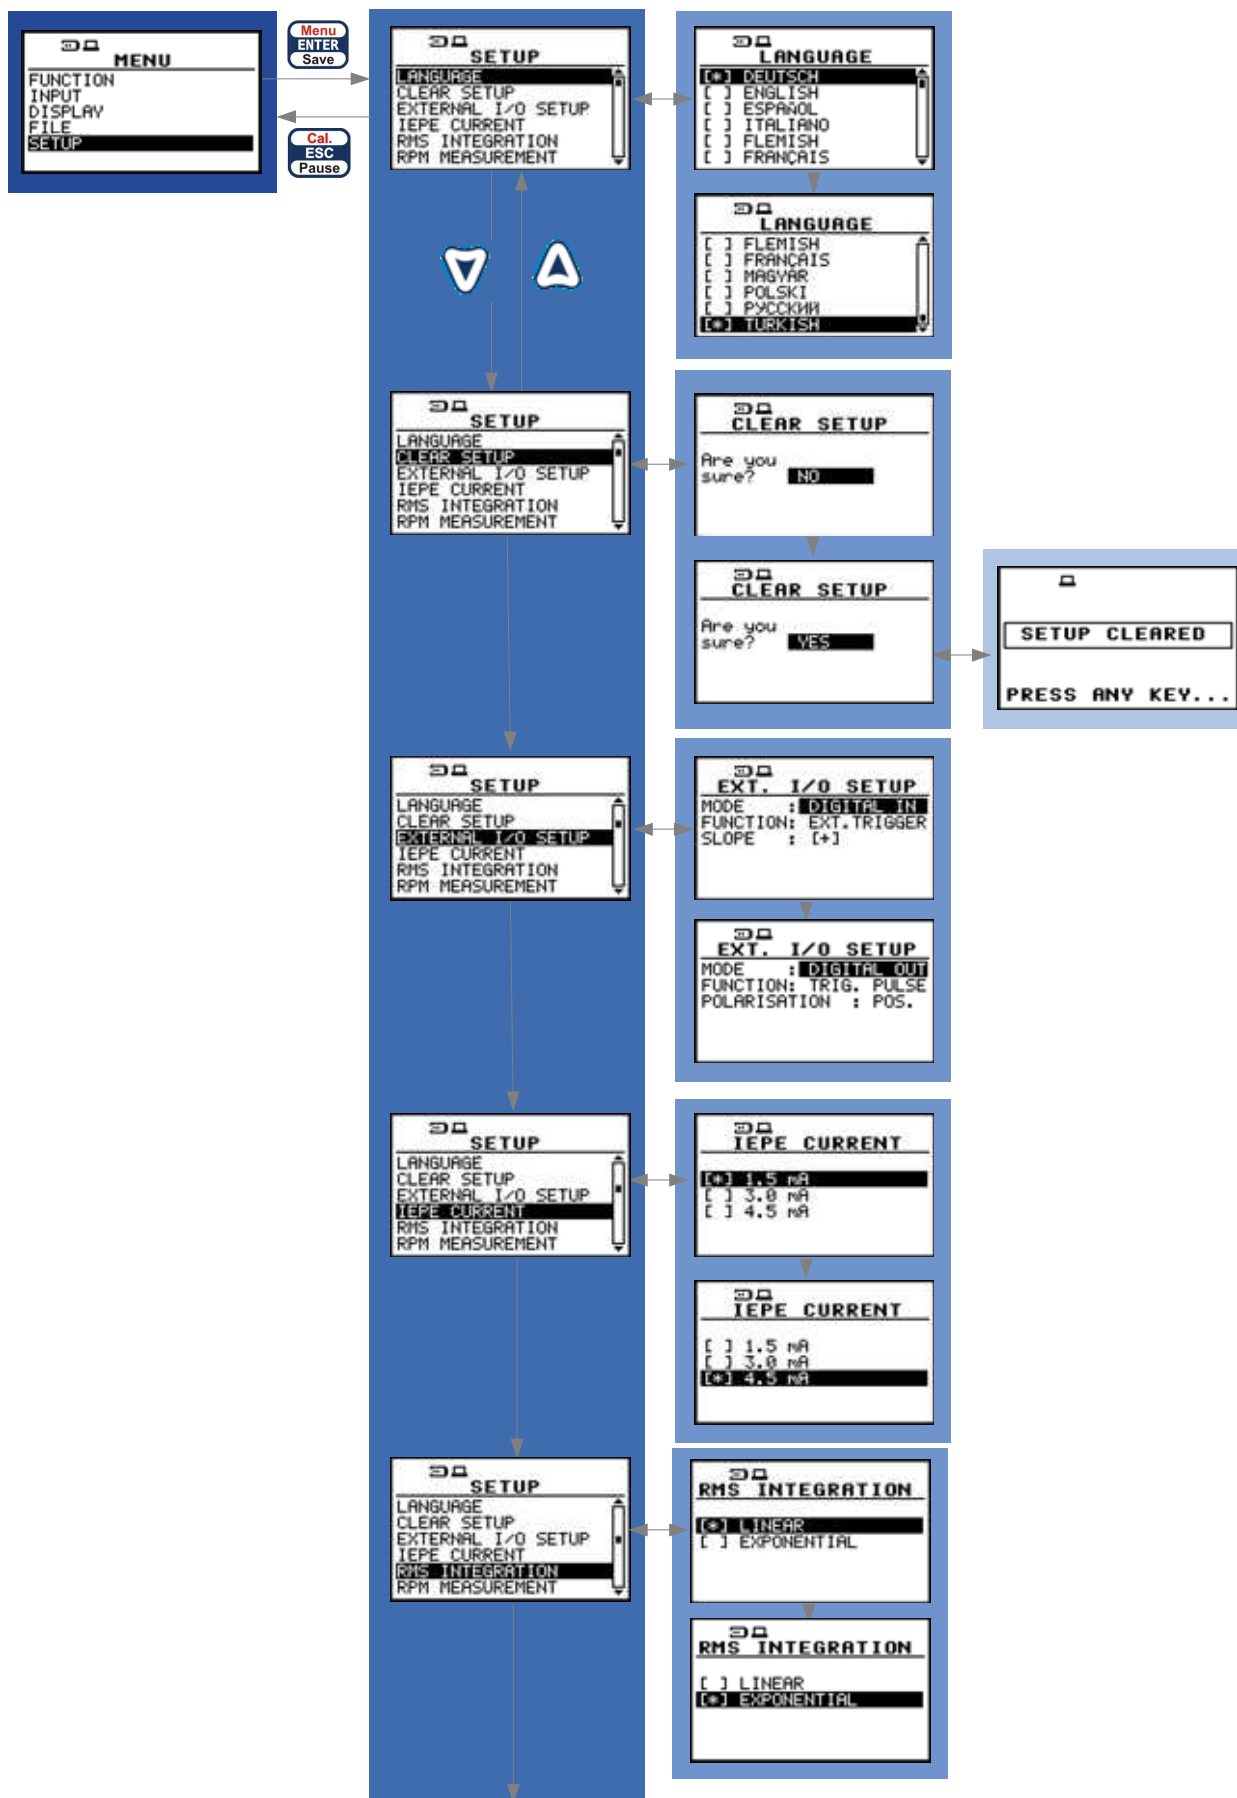 MENU
FUNCTION
INPUT
DISPLAY
FILE
SETUP
Menu
ENTER
Save
Cal.
ESC
Pause
SETUP
LANGUAGE
CLEAR SETUP
EXTERNAL I/O SETUP
IEPE CURRENT
RMS INTEGRATION
RPM MEASUREMENT
LANGUAGE
[*] DEUTSCH
[ ] ENGLISH
[ ] ESPAÑOL
[ ] ITALIANO
[ ] FLEMISH
[ ] FRANÇAIS
LANGUAGE
[ ] FLEMISH
[ ] FRANÇAIS
[ ] MAGYAR
[ ] POLSKI
[ ] РУССКИЙ
[*] TURKISH
SETUP
LANGUAGE
CLEAR SETUP
EXTERNAL I/O SETUP
IEPE CURRENT
RMS INTEGRATION
RPM MEASUREMENT
CLEAR SETUP
Are you
sure? NO
CLEAR SETUP
Are you
sure? YES
SETUP CLEARED
PRESS ANY KEY...
SETUP
LANGUAGE
CLEAR SETUP
EXTERNAL I/O SETUP
IEPE CURRENT
RMS INTEGRATION
RPM MEASUREMENT
EXT. I/O SETUP
MODE : DIGITAL IN
FUNCTION: EXT.TRIGGER
SLOPE : [+]
EXT. I/O SETUP
MODE : DIGITAL OUT
FUNCTION: TRIG. PULSE
POLARISATION : POS.
SETUP
LANGUAGE
CLEAR SETUP
EXTERNAL I/O SETUP
IEPE CURRENT
RMS INTEGRATION
RPM MEASUREMENT
IEPE CURRENT
[*] 1.5 mA
[ ] 3.0 mA
[ ] 4.5 mA
IEPE CURRENT
[ ] 1.5 mA
[ ] 3.0 mA
[*] 4.5 mA
SETUP
LANGUAGE
CLEAR SETUP
EXTERNAL I/O SETUP
IEPE CURRENT
RMS INTEGRATION
RPM MEASUREMENT
RMS INTEGRATION
[*] LINEAR
[ ] EXPONENTIAL
RMS INTEGRATION
[ ] LINEAR
[*] EXPONENTIAL